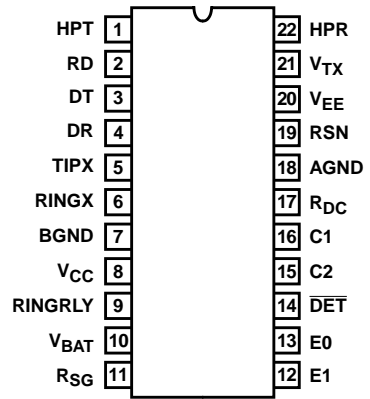 HPT 1 22 HPR
RD 2 21 VTX
DT 3 20 VEE
DR 4 19 RSN
TIPX 5 18 AGND
RINGX 6 17 RDC
BGND 7 16 C1
VCC 8 15 C2
RINGRLY 9 14 D̅E̅T̅
VBAT 10 13 E0
RSG 11 12 E1